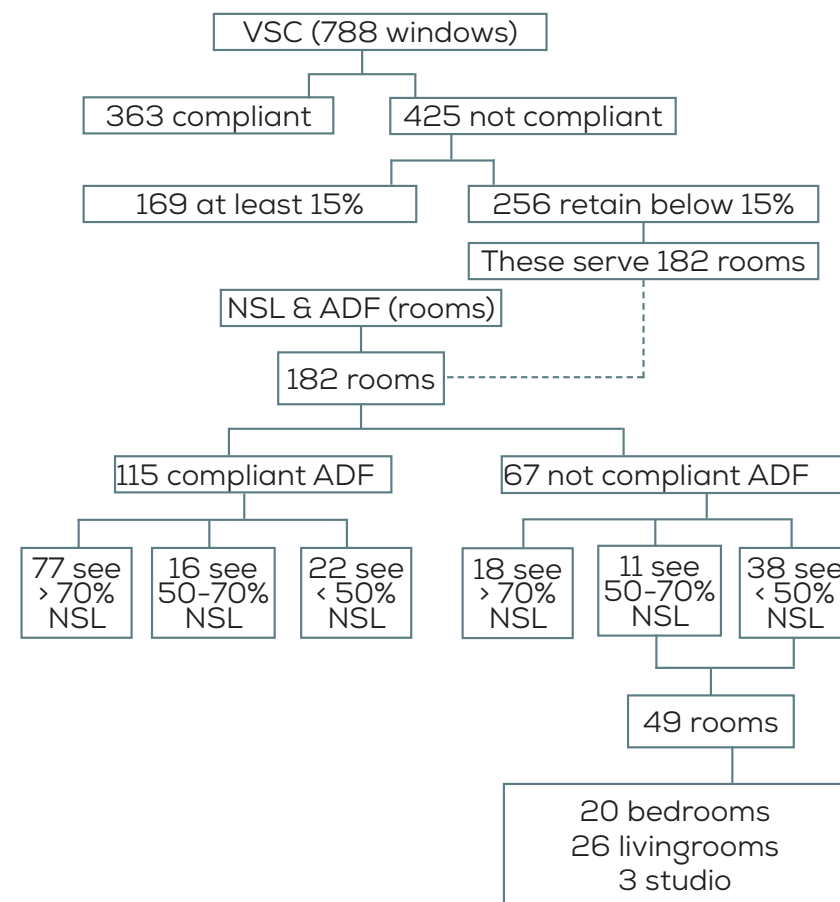 VSC (788 windows)
363 compliant
425 not compliant
169 at least 15%
256 retain below 15%
These serve 182 rooms
NSL & ADF (rooms)
182 rooms
115 compliant ADF
67 not compliant ADF
77 see
> 70%
NSL
16 see
50-70%
NSL
22 see
< 50%
NSL
18 see
> 70%
NSL
11 see
50-70%
NSL
38 see
< 50%
NSL
49 rooms
20 bedrooms
26 livingrooms
3 studio